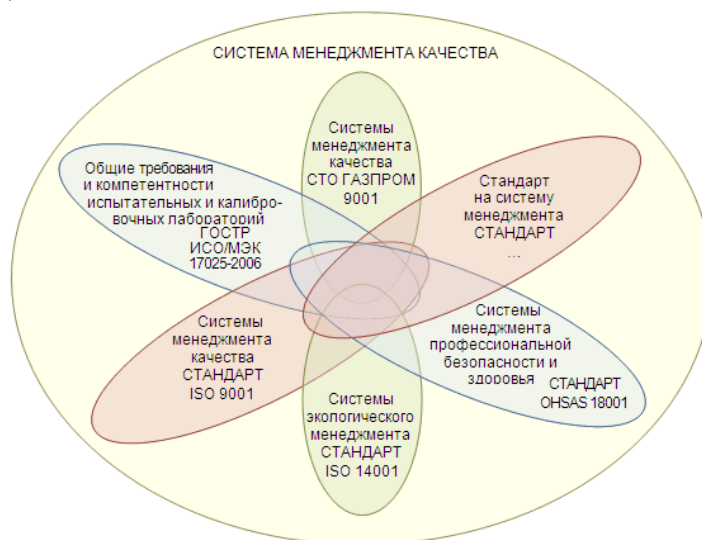 СИСТЕМА МЕНЕДЖМЕНТА КАЧЕСТВА
Системы
менеджмента
качества
СТО ГАЗПРОМ
9001
Общие требования
и компетентности
испытательных и калибро-
вочных лабораторий
ГОСТР
ИСО/МЭК
17025-2006
Стандарт
на систему
менеджмента
СТАНДАРТ
...
Системы
менеджмента
качества
СТАНДАРТ
ISO 9001
Системы
менеджмента
профессиональной
безопасности и
здоровья
СТАНДАРТ
OHSAS 18001
Системы
экологического
менеджмента
СТАНДАРТ
ISO 14001